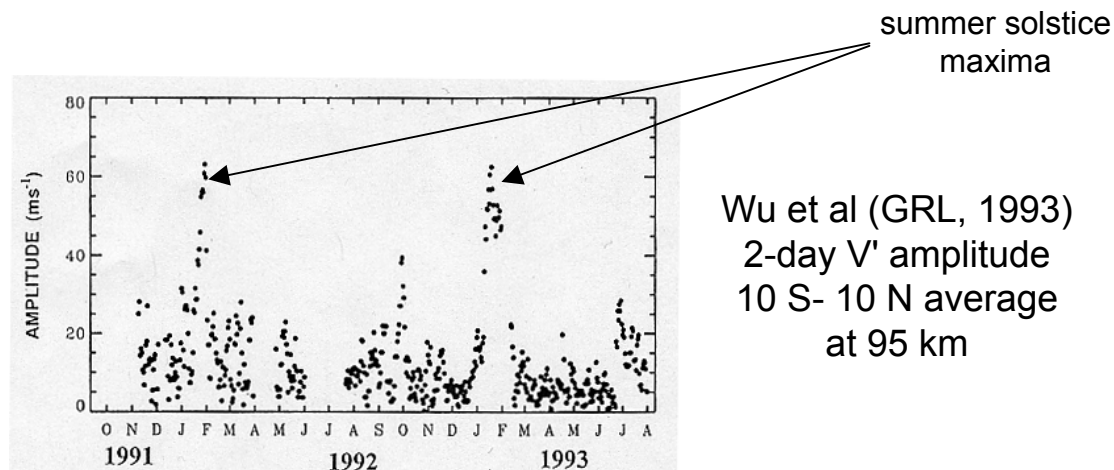 summer solstice
maxima
80
60
40
20
0
AMPLITUDE (ms⁻¹)
O N D J F M M A M J J A S O N D J F M A M J J A
1991 1992 1993
Wu et al (GRL, 1993)
2-day V' amplitude
10 S- 10 N average
at 95 km